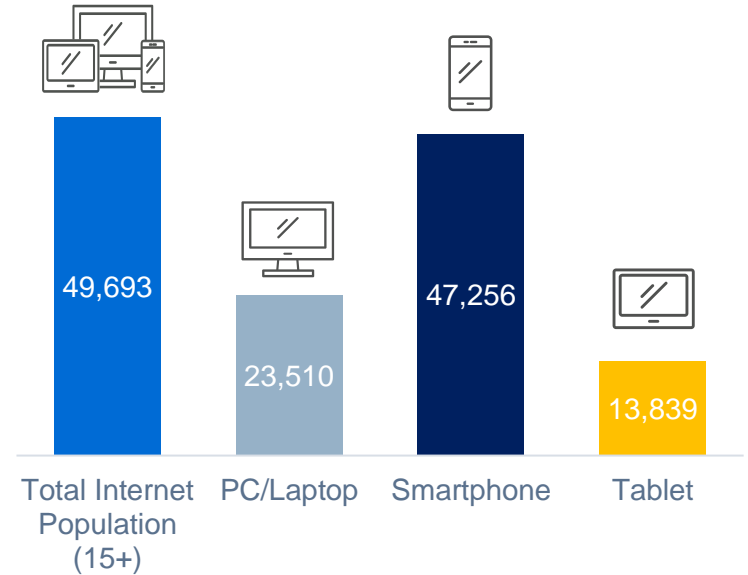 49,693
23,510
47,256
13,839
Total Internet
Population
(15+)
PC/Laptop
Smartphone
Tablet